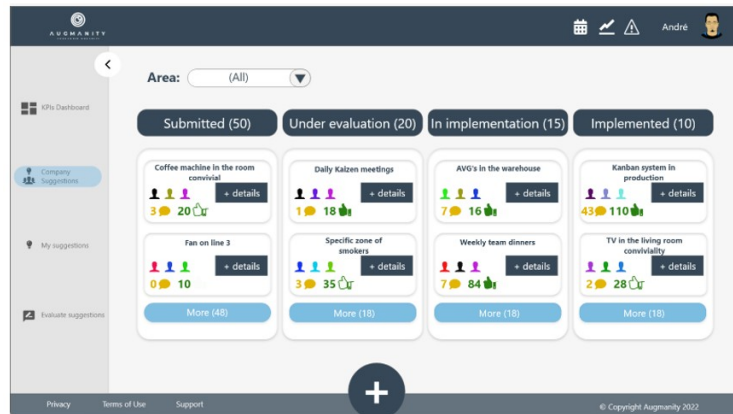 AUGMANITY
André
Area: (All)
KPIs Dashboard
Company
Suggestions
My suggestions
Evaluate suggestions
Submitted (50)
Under evaluation (20)
In implementation (15)
Implemented (10)
Coffee machine in the room
convivial
+ details
3 20
Fan on line 3
+ details
0 10
More (48)
Daily Kaizen meetings
+ details
1 18
Specific zone of
smokers
+ details
3 35
More (18)
AVG's in the warehouse
+ details
7 16
Weekly team dinners
+ details
7 84
More (18)
Kanban system in
production
+ details
43 110
TV in the living room
conviviality
+ details
2 28
More (18)
+
Privacy Terms of Use Support
© Copyright Augmanity 2022